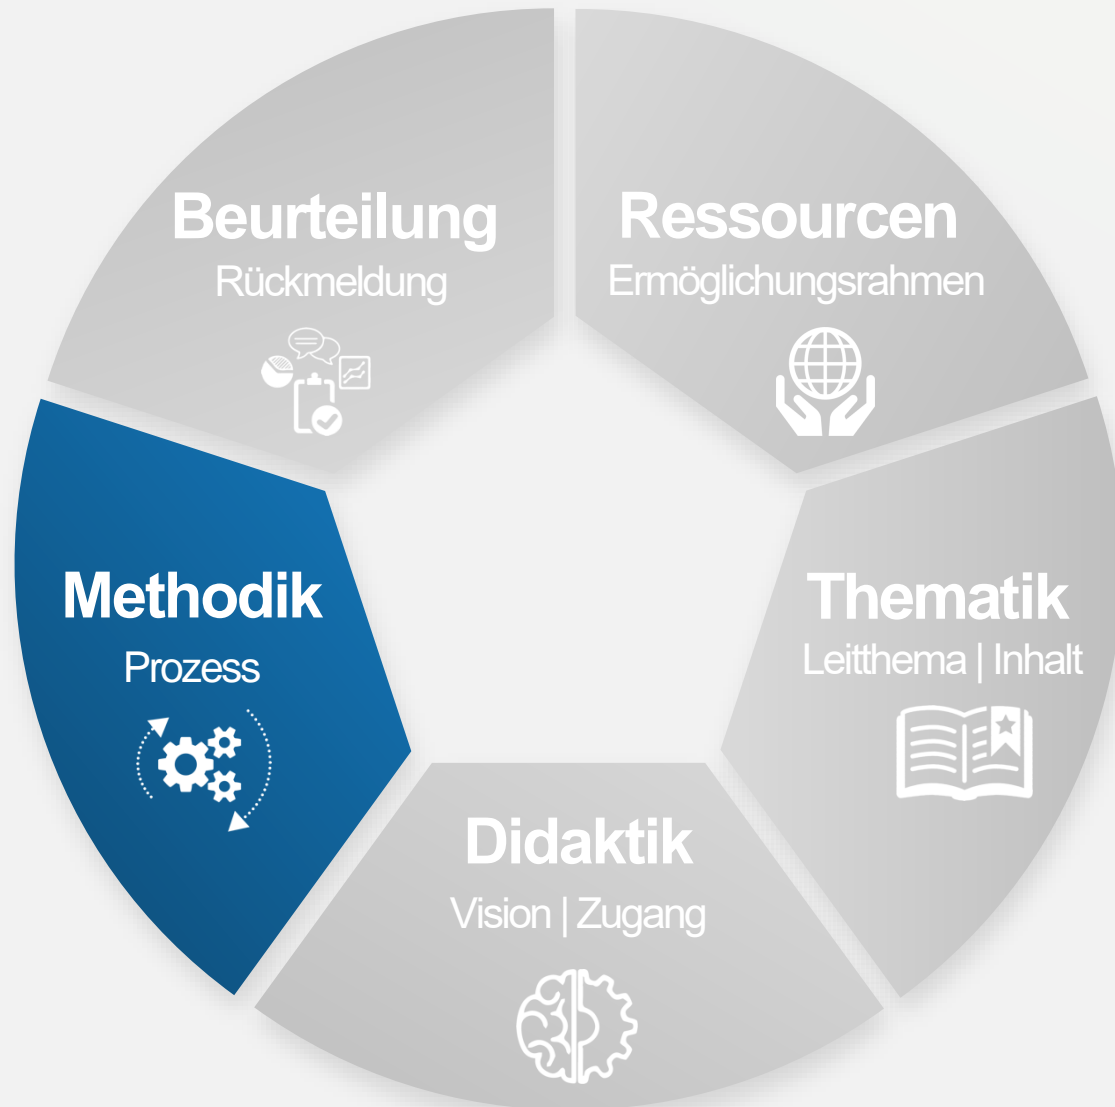 Beurteilung
Rückmeldung
Ressourcen
Ermöglichungsrahmen
Methodik
Prozess
Thematik
Leitthema | Inhalt
Didaktik
Vision | Zugang